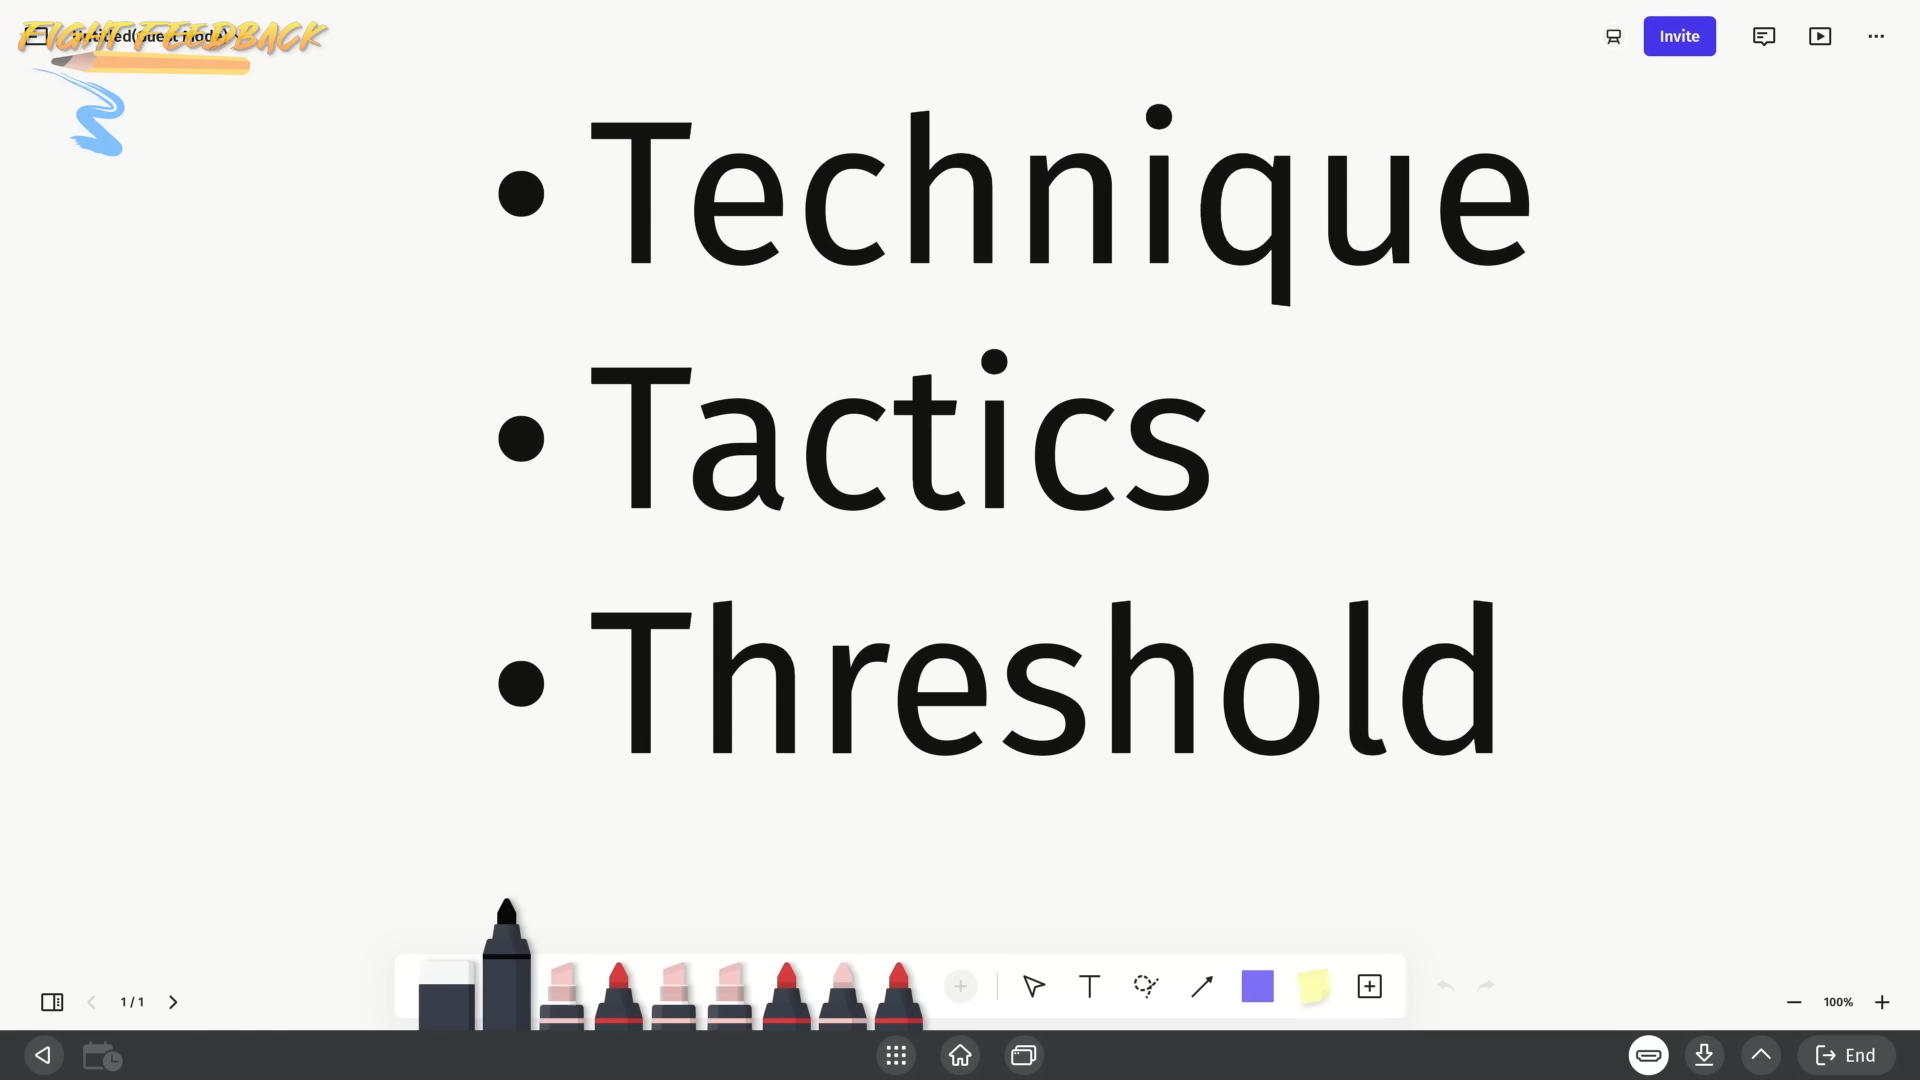 FIGHT FEEDBACK
Invite
• Technique
• Tactics
• Threshold
1 / 1
100%
End